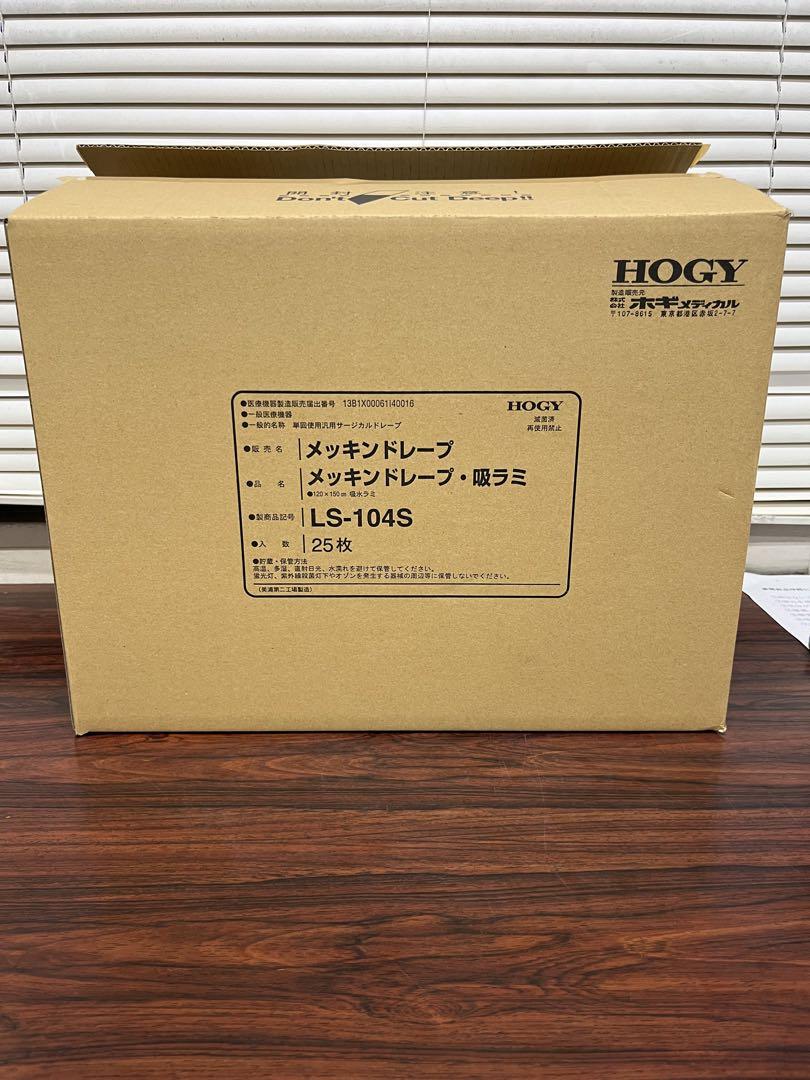 開封注意!
Don't Cut Deep!!
HOGY
製造販売元
株式会社 ホギメディカル
〒107-8615 東京都港区赤坂2-7-7
●医療機器製造販売届出番号 13B1X00061I40016
●一般医療機器
●一般的名称 単回使用汎用サージカルドレープ
HOGY
滅菌済
再使用禁止
●販売名 メッキンドレープ
●品名 メッキンドレープ・吸ラミ
●120×150㎝ 吸水ラミ
●製商品記号 LS-104S
●入数 25枚
●貯蔵・保管方法
高温、多湿、直射日光、水濡れを避けて保管してください。
蛍光灯、紫外線殺菌灯下やオゾンを発生する器械の周辺等に保管しないでください。
(美浦第二工場製造)